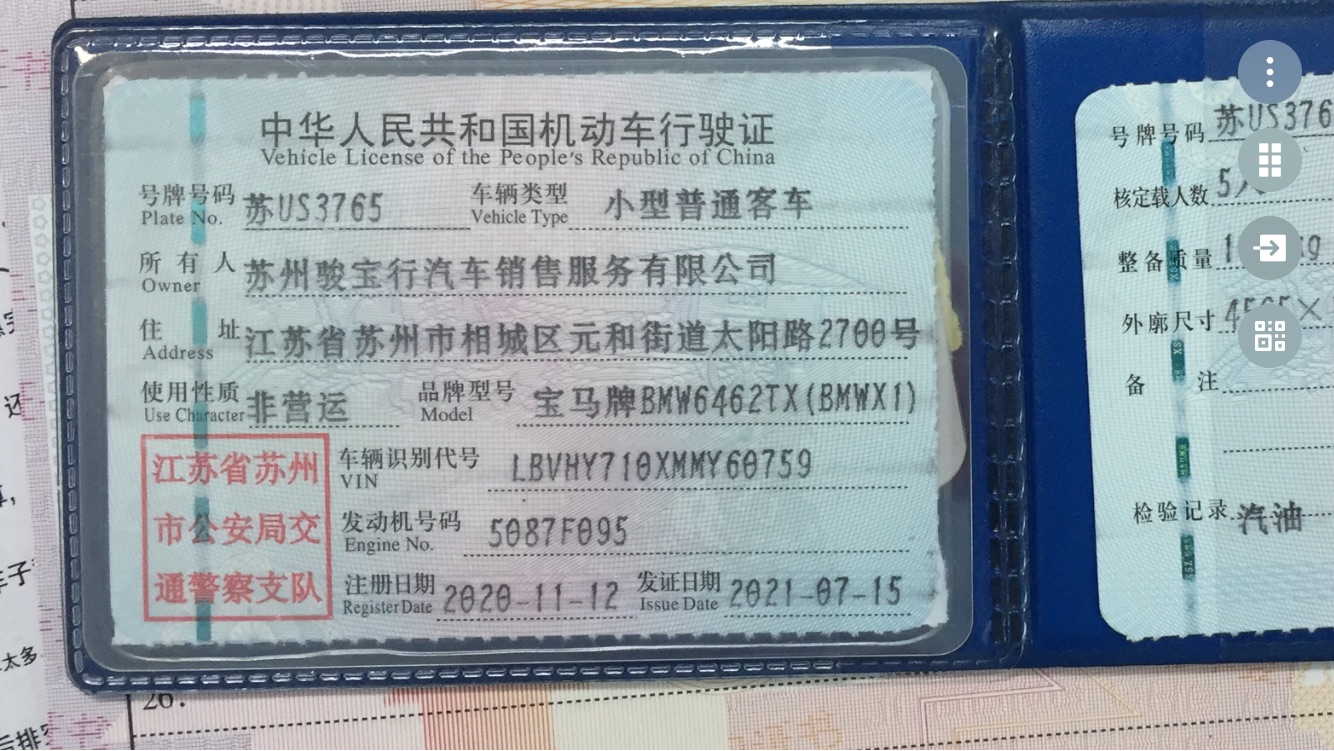 中华人民共和国机动车行驶证
Vehicle License of the People's Republic of China
号牌号码 苏US3765 车辆类型 小型普通客车
Plate No. Vehicle Type
所有人 苏州骏宝行汽车销售服务有限公司
Owner
住址 江苏省苏州市相城区元和街道太阳路2700号
Address
使用性质 非营运 品牌型号 宝马牌BMW6462TX(BMWX1)
Use Character Model
江苏省苏州
市公安局交
通警察支队
车辆识别代号 LBVHY710XMMY60759
VIN
发动机号码 5087F095
Engine No.
注册日期 2020-11-12 发证日期 2021-07-15
Register Date Issue Date
号牌号码 苏US376
核定载人数 5人
整备质量
外廓尺寸
备注
检验记录 汽油
太多
26.